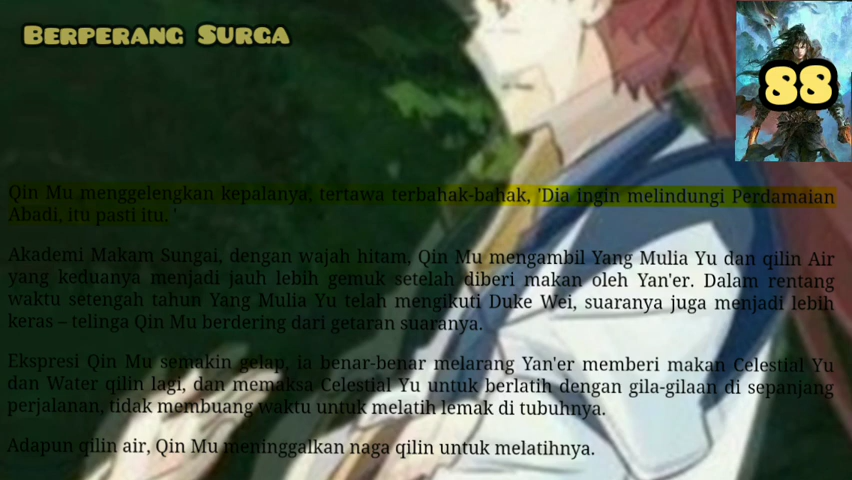 Berperang Surga
88
Qin Mu menggelengkan kepalanya, tertawa terbahak-bahak, 'Dia ingin melindungi Perdamaian
Abadi, itu pasti itu. '
Akademi Makam Sungai, dengan wajah hitam, Qin Mu mengambil Yang Mulia Yu dan qilin Air
yang keduanya menjadi jauh lebih gemuk setelah diberi makan oleh Yan'er. Dalam rentang
waktu setengah tahun Yang Mulia Yu telah mengikuti Duke Wei, suaranya juga menjadi lebih
keras – telinga Qin Mu berdering dari getaran suaranya.
Ekspresi Qin Mu semakin gelap, ia benar-benar melarang Yan'er memberi makan Celestial Yu
dan Water qilin lagi, dan memaksa Celestial Yu untuk berlatih dengan gila-gilaan di sepanjang
perjalanan, tidak membuang waktu untuk melatih lemak di tubuhnya.
Adapun qilin air, Qin Mu meninggalkan naga qilin untuk melatihnya.